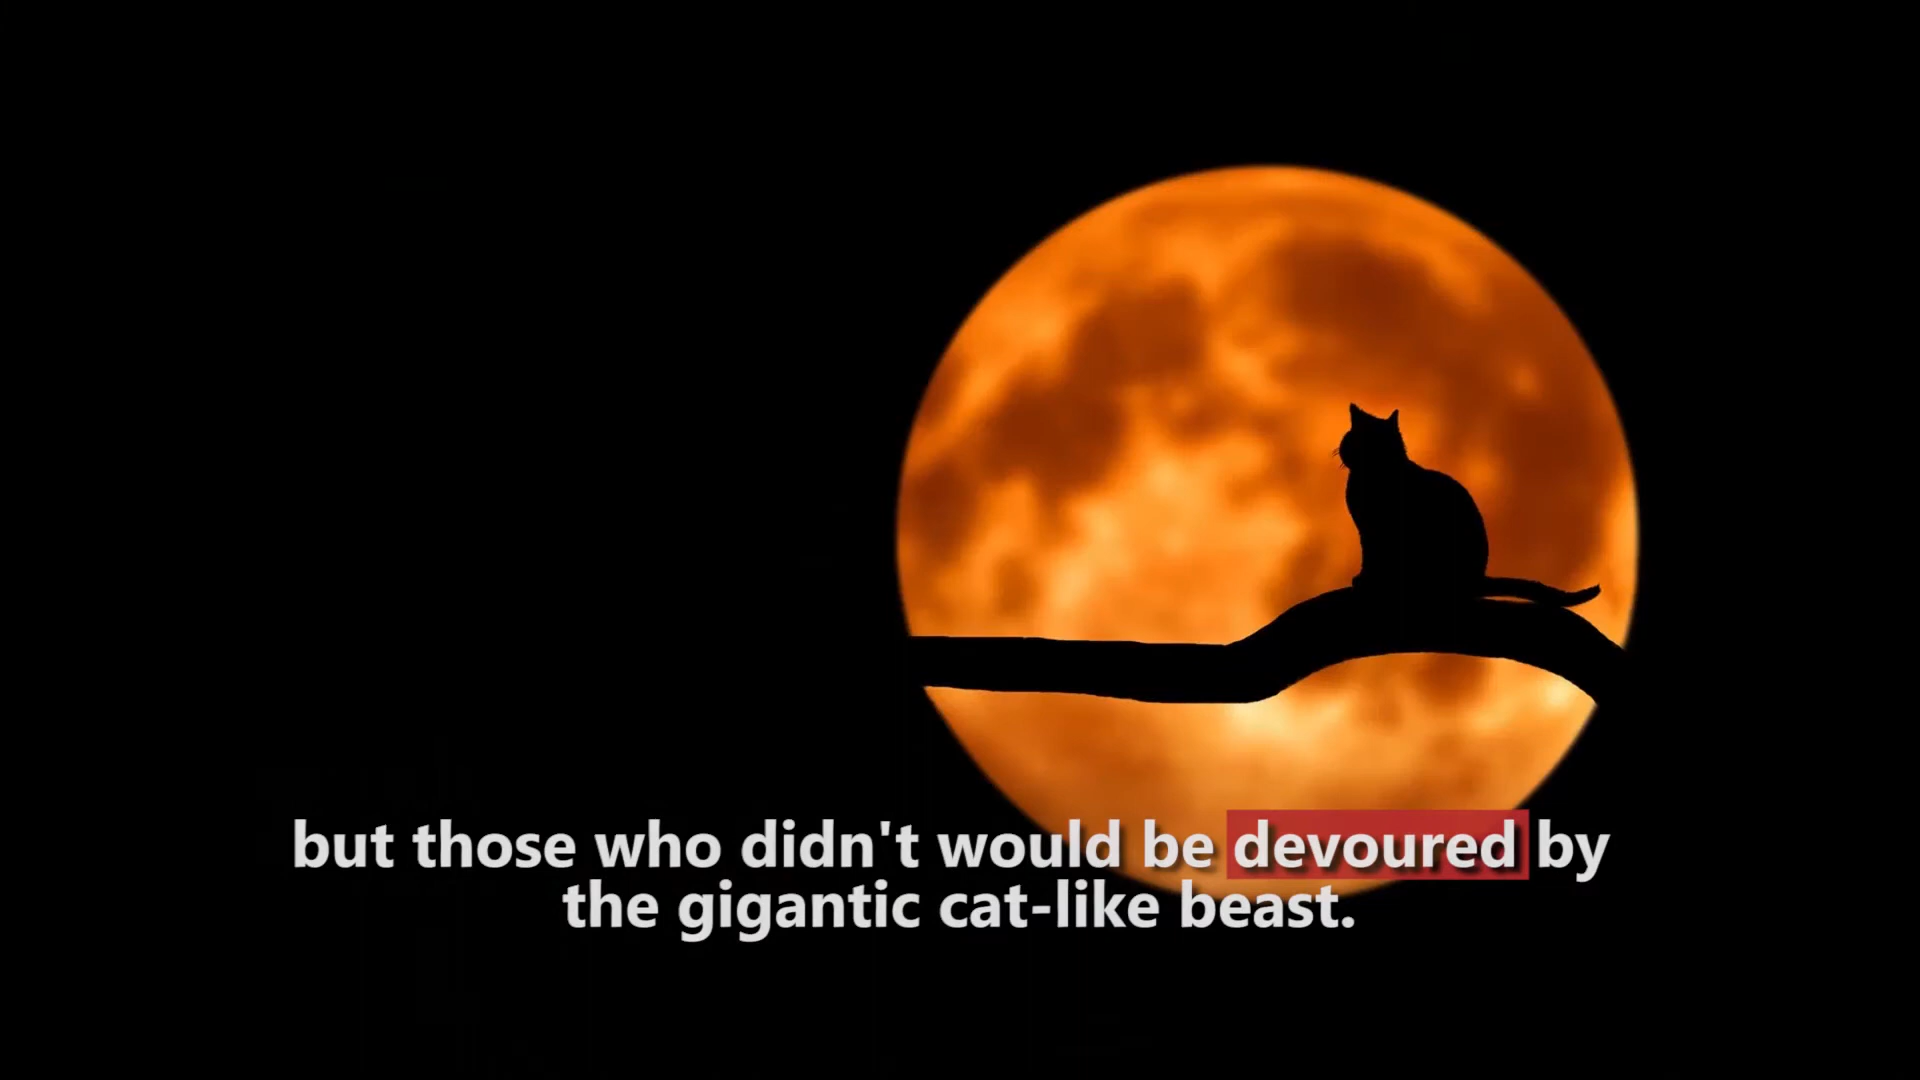 but those who didn't would be devoured by
the gigantic cat-like beast.